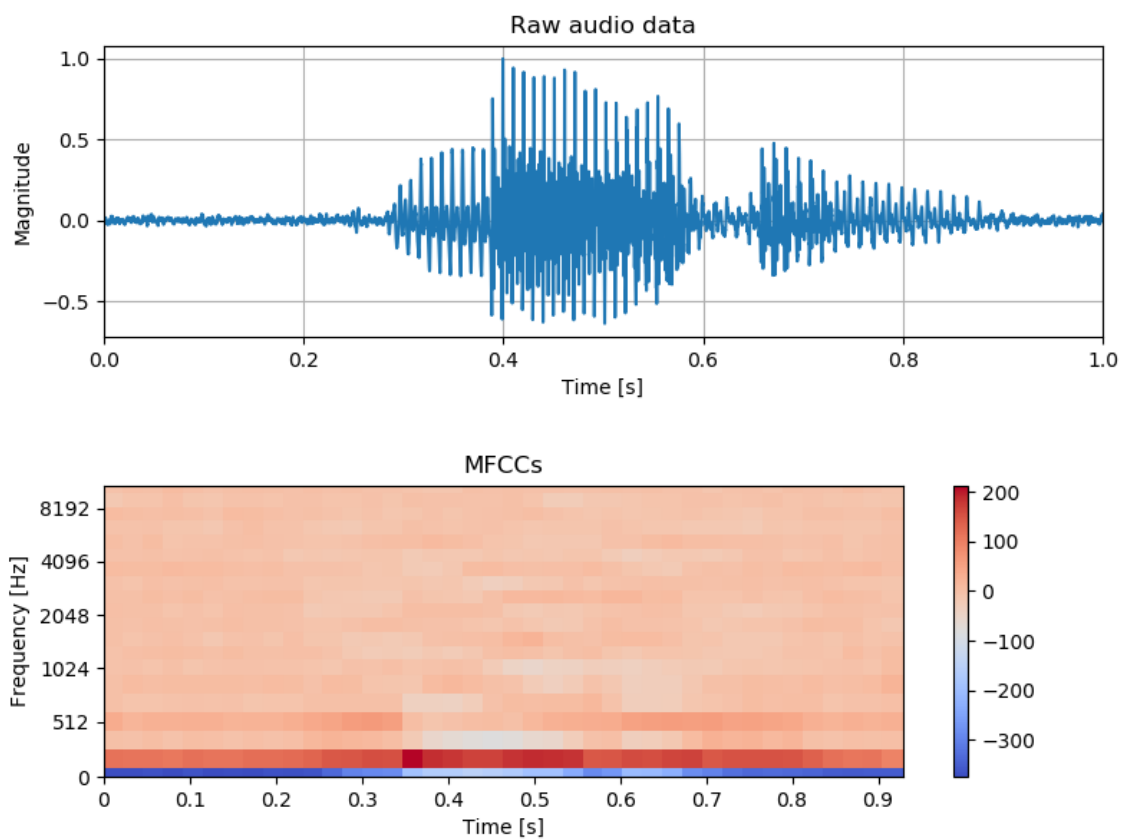 Raw audio data
1.0
0.5
0.0
−0.5
Magnitude
0.0 0.2 0.4 0.6 0.8 1.0
Time [s]
MFCCs
8192
4096
2048
1024
512
0
Frequency [Hz]
0 0.1 0.2 0.3 0.4 0.5 0.6 0.7 0.8 0.9
Time [s]
200
100
0
−100
−200
−300